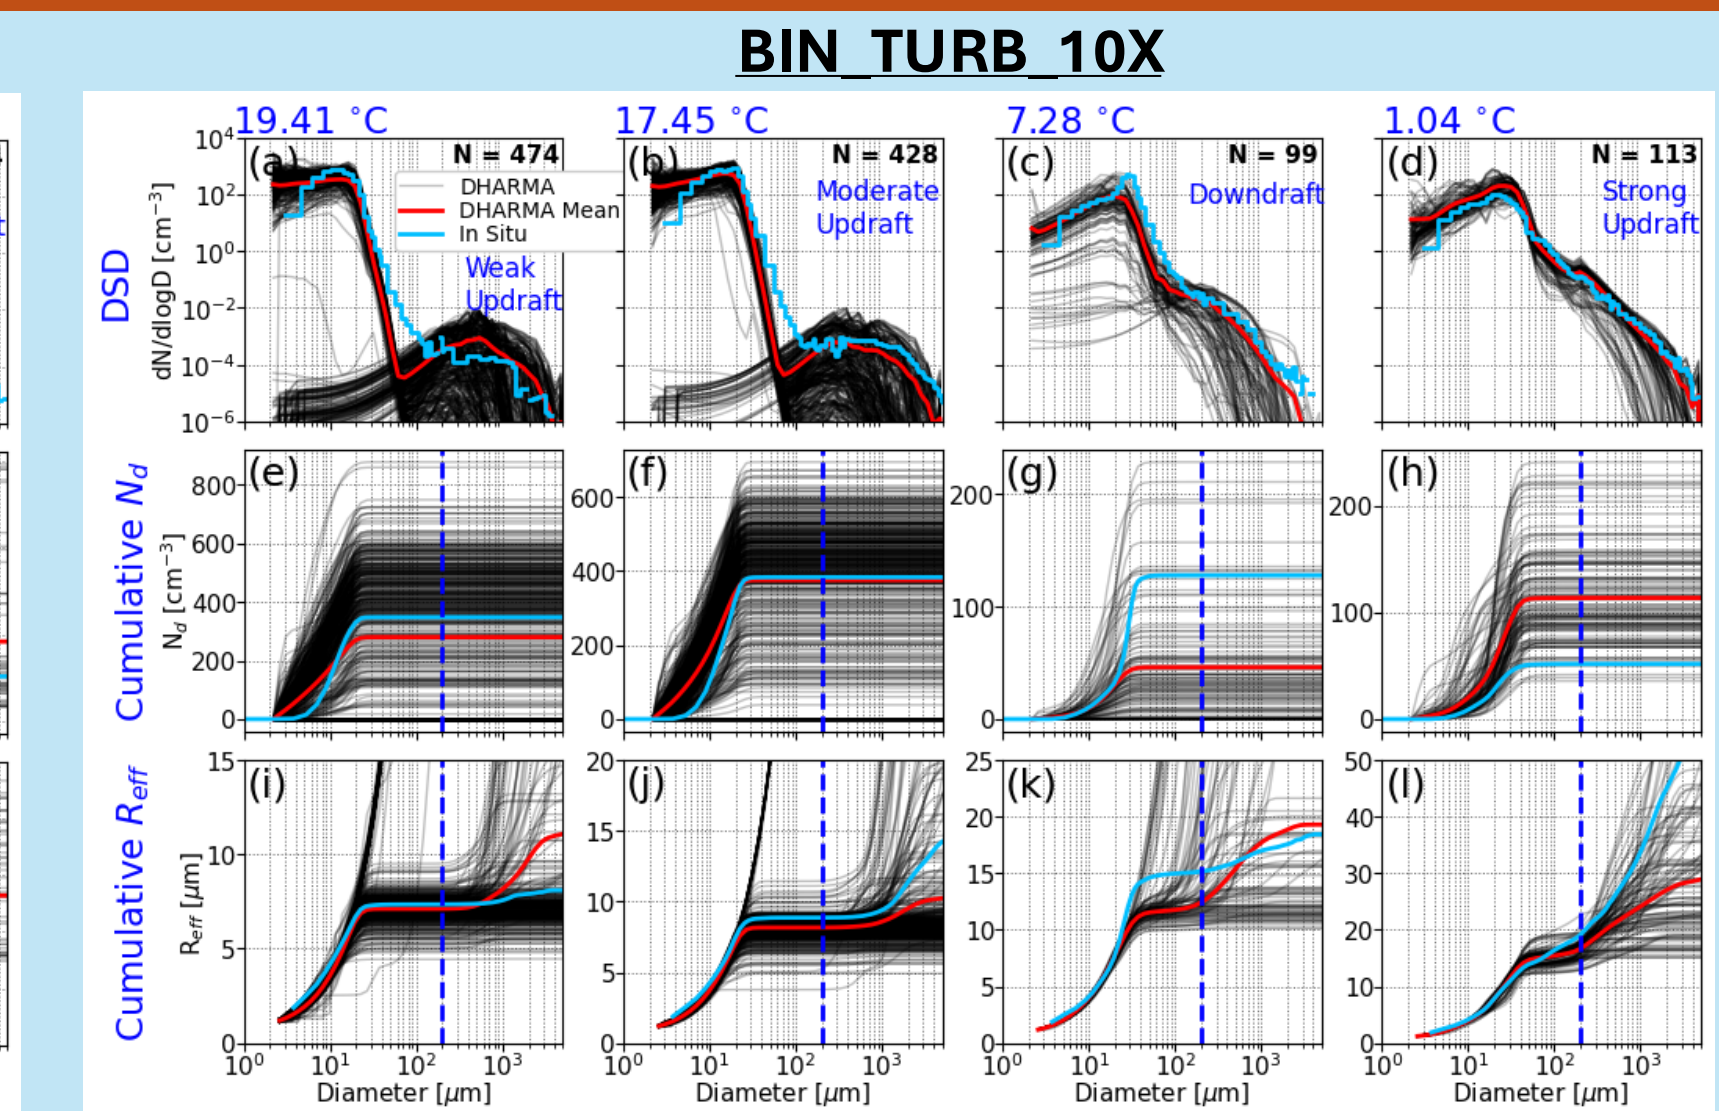 BIN_TURB_10X
19.41 °C 17.45 °C 7.28 °C 1.04 °C
DSD
dN/dlogD [cm⁻³]
10⁴
10²
10⁰
10⁻²
10⁻⁴
10⁻⁶
(a) N = 474
DHARMA
DHARMA Mean
In Situ
Weak
Updraft
(b) N = 428
Moderate
Updraft
(c) N = 99
Downdraft
(d) N = 113
Strong
Updraft
Cumulative N_d
N_d [cm⁻³]
(e)
800
600
400
200
0
(f)
600
400
200
0
(g)
200
100
0
(h)
200
100
0
Cumulative R_eff
R_eff [μm]
(i)
15
10
5
0
(j)
20
15
10
5
0
(k)
25
20
15
10
5
0
(l)
50
40
30
20
10
0
10⁰ 10¹ 10² 10³ 10⁰ 10¹ 10² 10³ 10⁰ 10¹ 10² 10³ 10⁰ 10¹ 10² 10³
Diameter [μm] Diameter [μm] Diameter [μm] Diameter [μm]